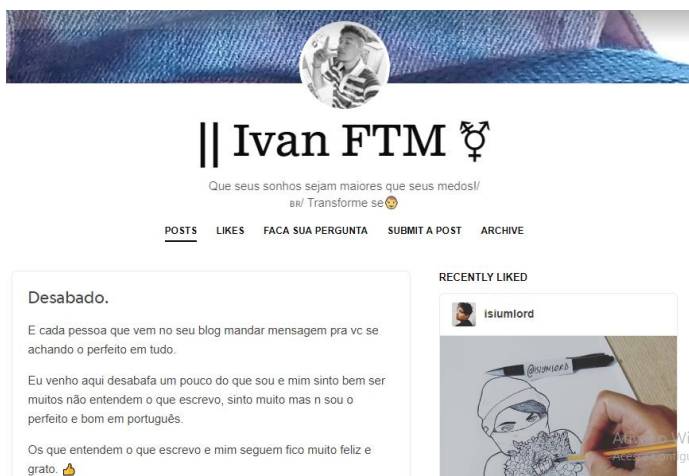 || Ivan FTM ⚧
Que seus sonhos sejam maiores que seus medos!/
BR/ Transforme se
POSTS LIKES FACA SUA PERGUNTA SUBMIT A POST ARCHIVE
Desabado.
E cada pessoa que vem no seu blog mandar mensagem pra vc se
achando o perfeito em tudo.
Eu venho aqui desabafa um pouco do que sou e mim sinto bem ser
muitos não entendem o que escrevo, sinto muito mas n sou o
perfeito e bom em português.
Os que entendem o que escrevo e mim seguem fico muito feliz e
grato. 👍
RECENTLY LIKED
isiumlord
@ISIUMLORD